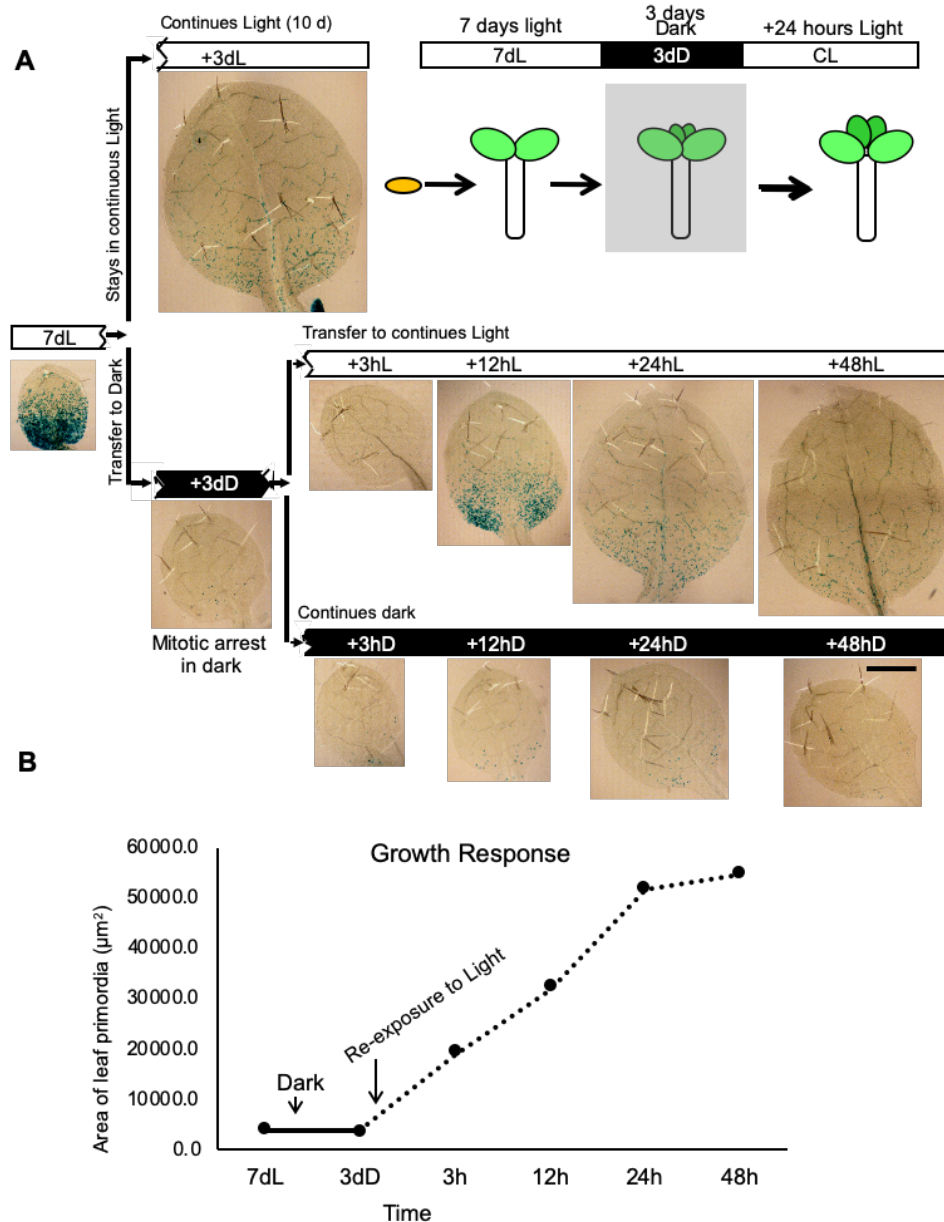 A
Continues Light (10 d)
+3dL
7 days light
3 days
Dark
+24 hours Light
7dL
3dD
CL
Stays in continuous Light
7dL
Transfer to Dark
+3dD
Mitotic arrest
in dark
Transfer to continues Light
+3hL
+12hL
+24hL
+48hL
Continues dark
+3hD
+12hD
+24hD
+48hD
B
Growth Response
Area of leaf primordia (µm²)
60000.0
50000.0
40000.0
30000.0
20000.0
10000.0
0.0
Dark
Re-exposure to Light
7dL
3dD
3h
12h
24h
48h
Time